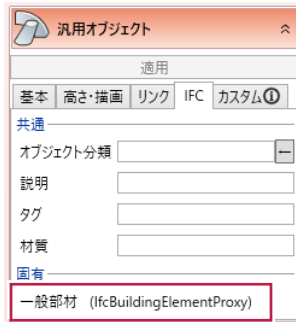 汎用オブジェクト
適用
基本 高さ・描画 リンク IFC カスタム
共通
オブジェクト分類
説明
タグ
材質
固有
一般部材 (IfcBuildingElementProxy)